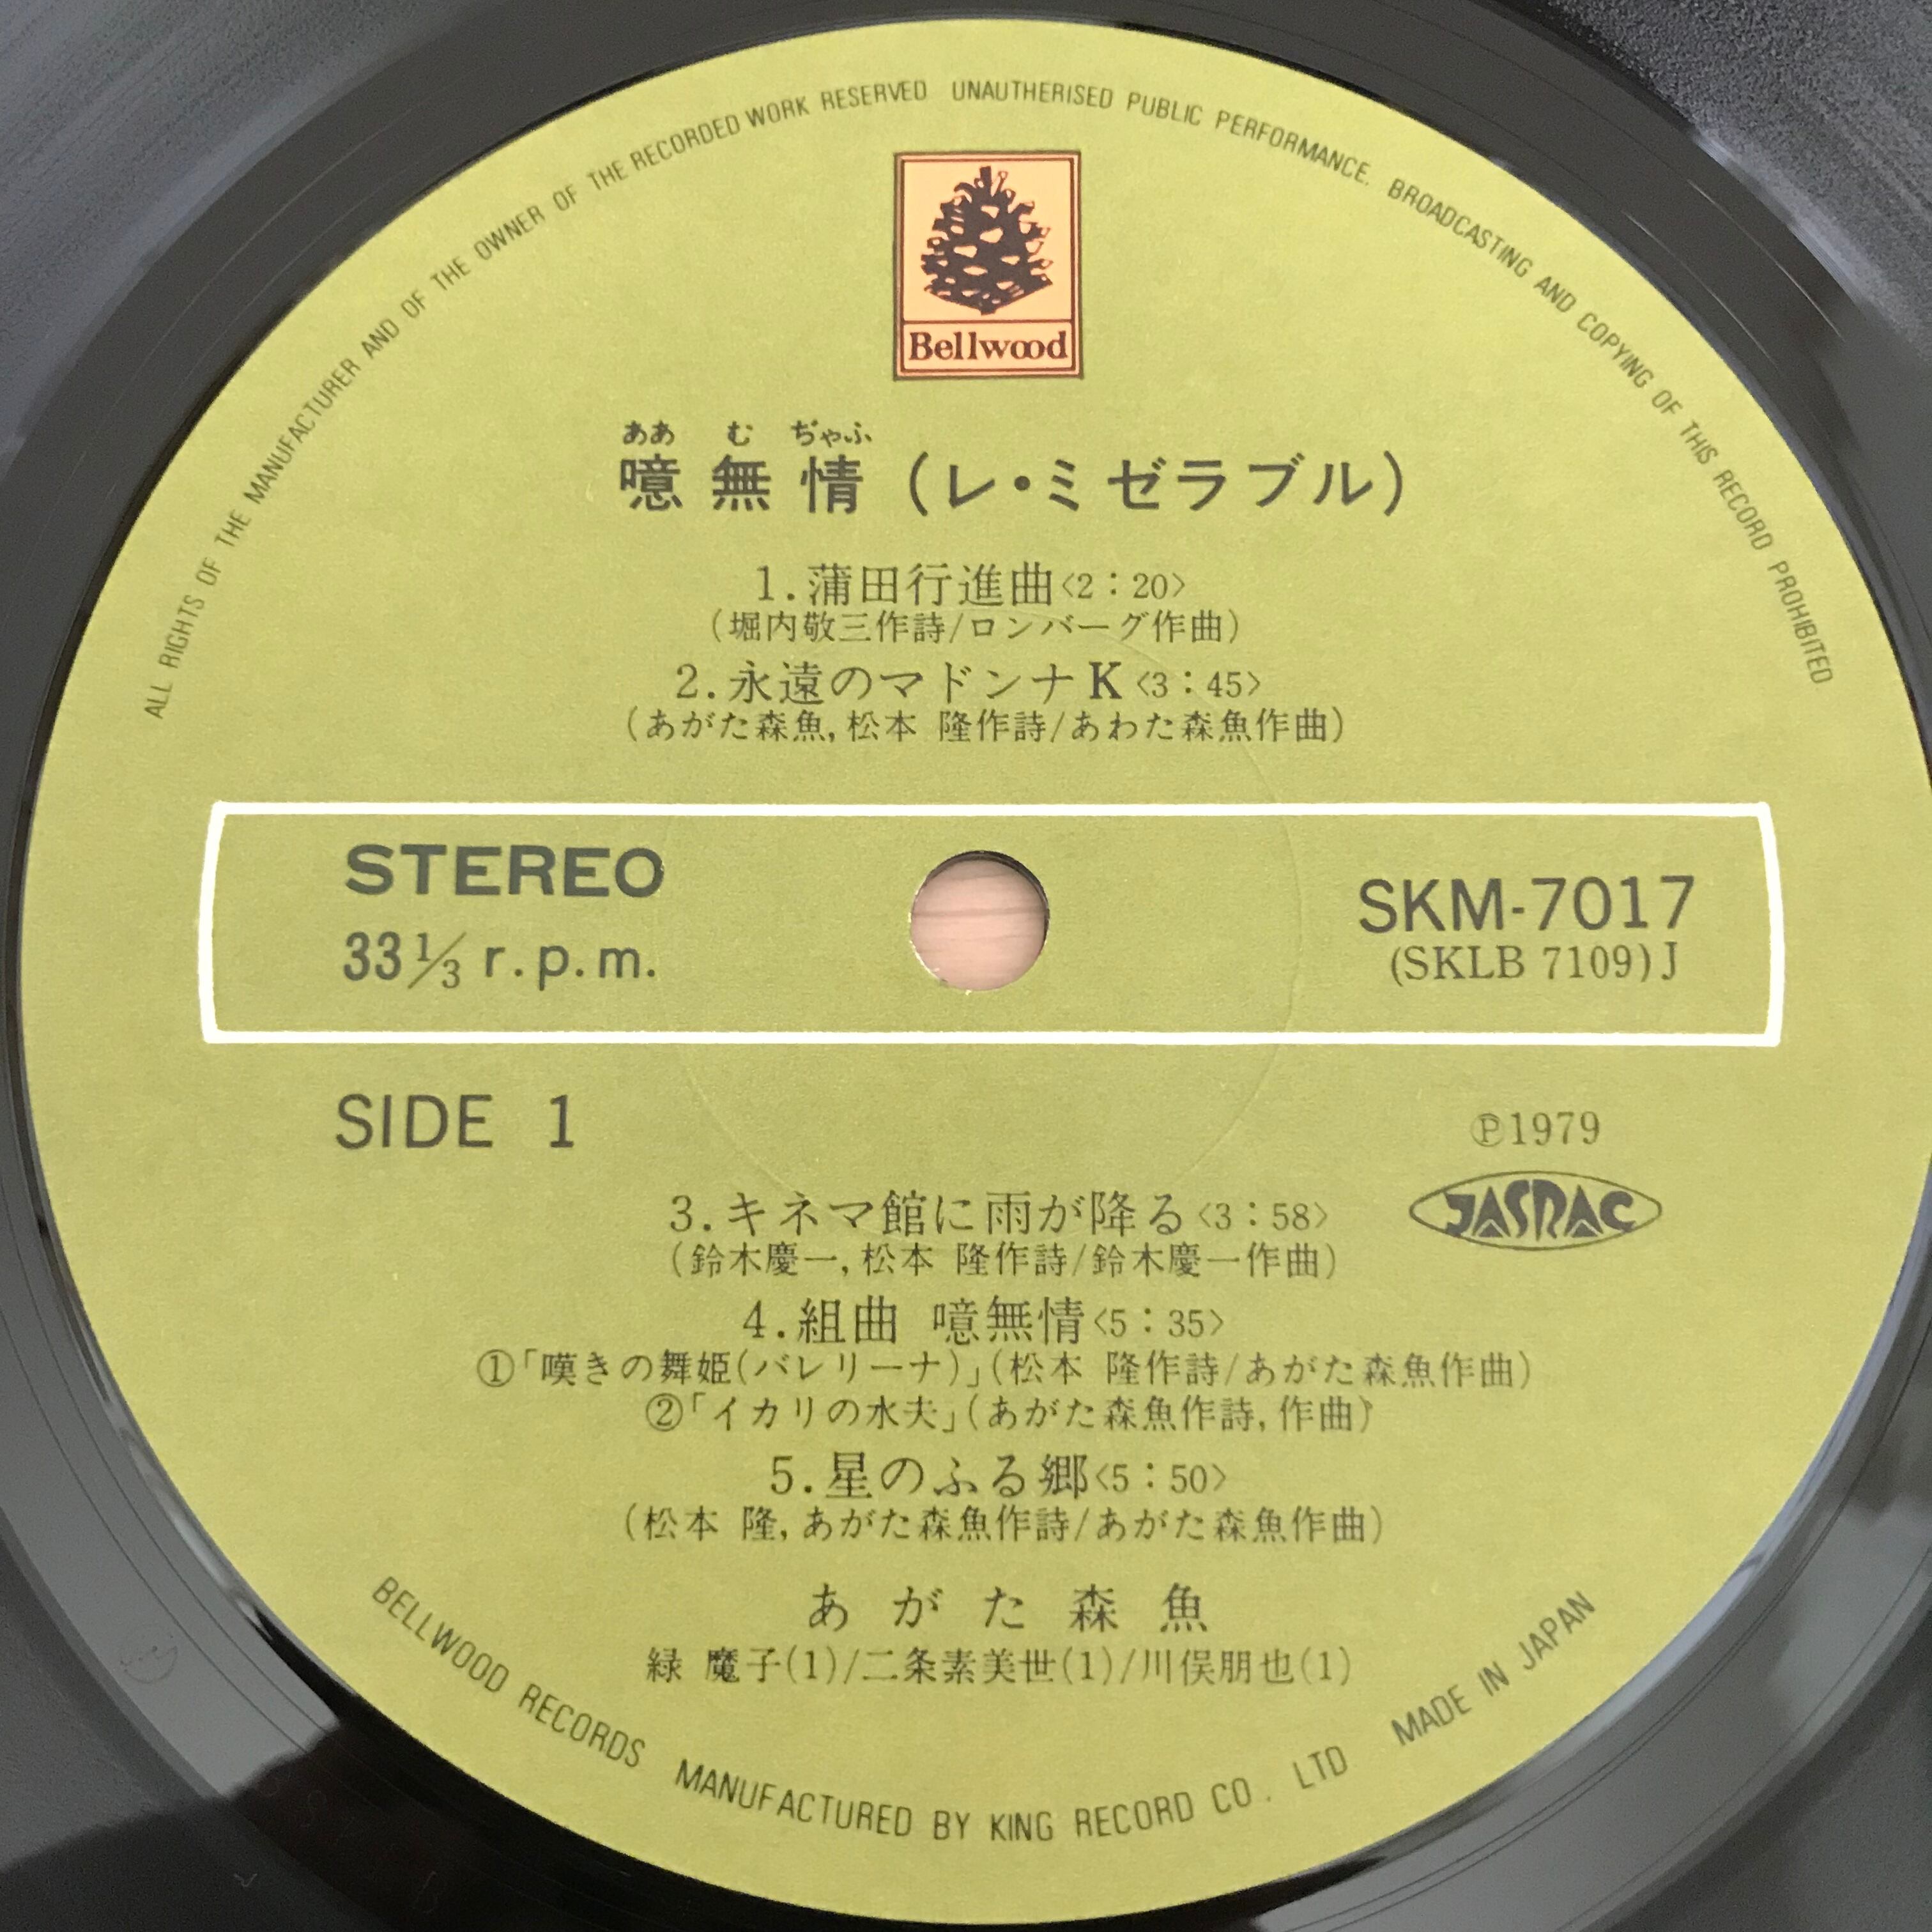 ALL RIGHTS OF THE MANUFACTURER AND OF THE OWNER OF THE RECORDED WORK RESERVED UNAUTHERISED PUBLIC PERFORMANCE. BROADCASTING AND COPYING OF THIS RECORD PROHIBITED
Bellwood
ああ む ぢゃふ
噫無情(レ・ミゼラブル)
1.蒲田行進曲〈2:20〉
(堀内敬三作詩/ロンバーグ作曲)
2.永遠のマドンナK〈3:45〉
(あがた森魚,松本 隆作詩/あわた森魚作曲)
STEREO
33⅓ r.p.m.
SKM-7017
(SKLB 7109)J
SIDE 1
℗1979
JASRAC
3.キネマ館に雨が降る〈3:58〉
(鈴木慶一,松本 隆作詩/鈴木慶一作曲)
4.組曲 噫無情〈5:35〉
①「嘆きの舞姫(バレリーナ)」(松本 隆作詩/あがた森魚作曲)
②「イカリの水夫」(あがた森魚作詩,作曲)
5.星のふる郷〈5:50〉
(松本 隆,あがた森魚作詩/あがた森魚作曲)
あがた森魚
緑 魔子(1)/二条素美世(1)/川俣朋也(1)
BELLWOOD RECORDS MANUFACTURED BY KING RECORD CO. LTD MADE IN JAPAN